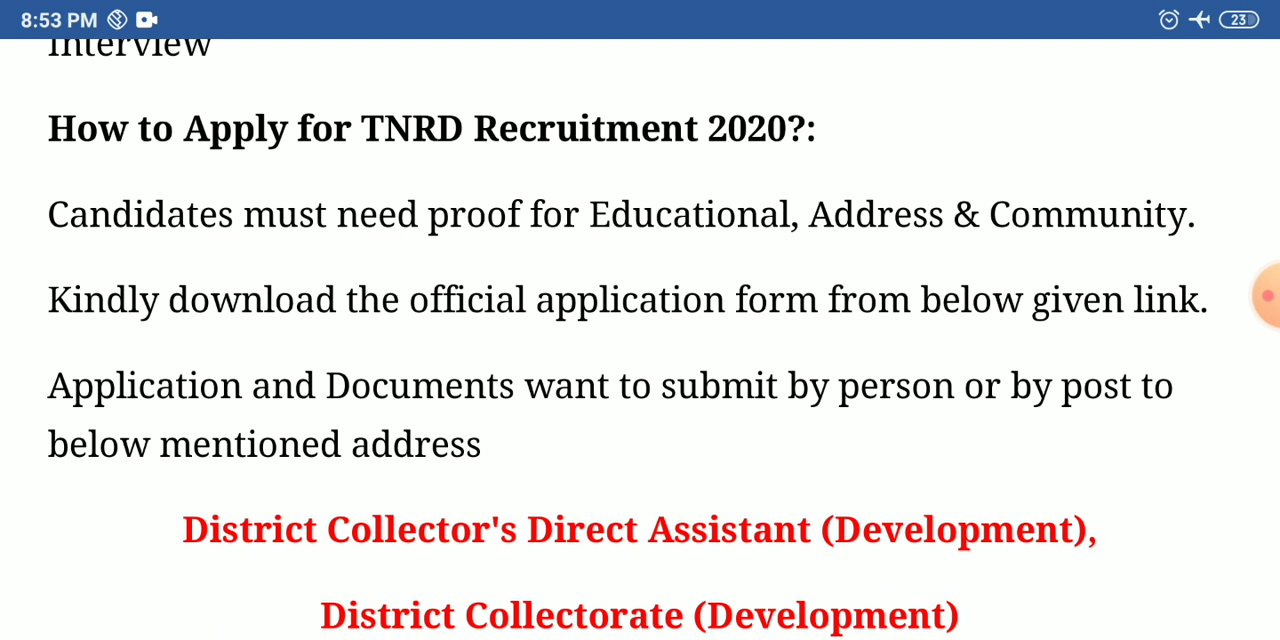 8:53 PM
23
Interview
How to Apply for TNRD Recruitment 2020?:
Candidates must need proof for Educational, Address & Community.
Kindly download the official application form from below given link.
Application and Documents want to submit by person or by post to
below mentioned address
District Collector's Direct Assistant (Development),
District Collectorate (Development)